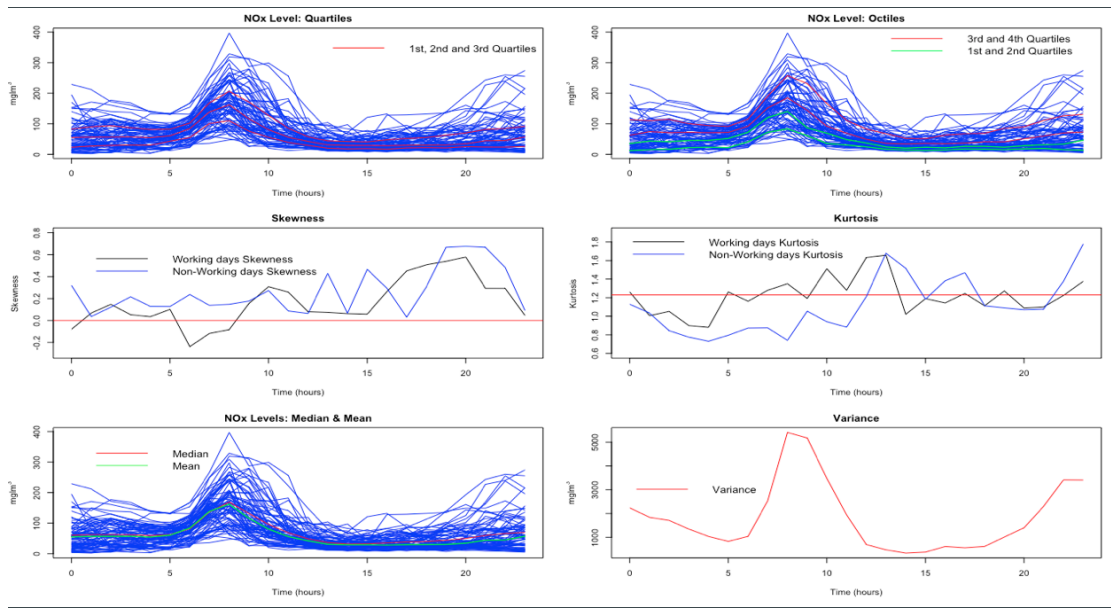 NOx Level: Quartiles
1st, 2nd and 3rd Quartiles
mg/m³
400
300
200
100
0
0 5 10 15 20
Time (hours)
NOx Level: Octiles
3rd and 4th Quartiles
1st and 2nd Quartiles
mg/m³
400
300
200
100
0
0 5 10 15 20
Time (hours)
Skewness
Working days Skewness
Non-Working days Skewness
Skewness
0.8
0.6
0.4
0.2
0.0
-0.2
0 5 10 15 20
Time (hours)
Kurtosis
Working days Kurtosis
Non-Working days Kurtosis
Kurtosis
1.8
1.6
1.4
1.2
1.0
0.8
0.6
0 5 10 15 20
Time (hours)
NOx Levels: Median & Mean
Median
Mean
mg/m³
400
300
200
100
0
0 5 10 15 20
Time (hours)
Variance
Variance
mg/m³
5000
3000
1000
0 5 10 15 20
Time (hours)